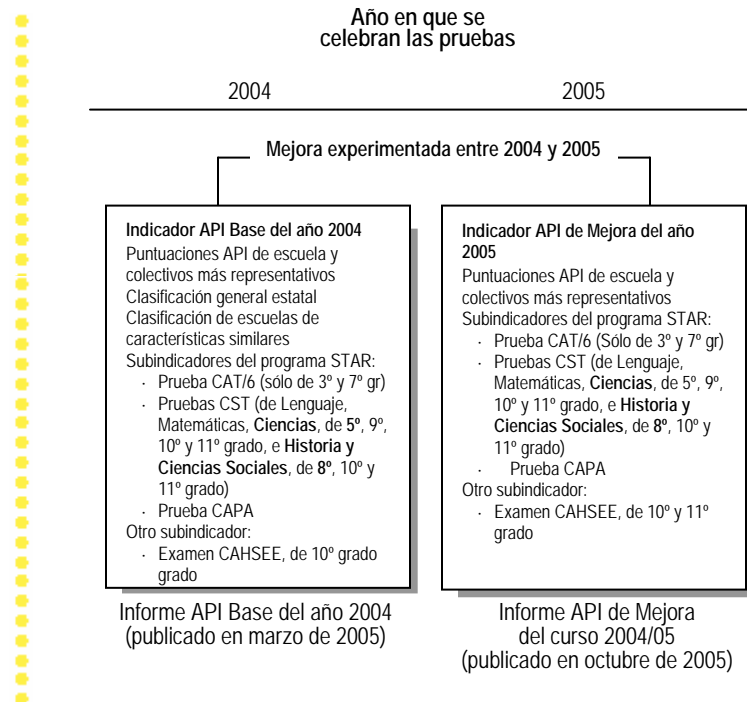 Año en que se
celebran las pruebas
2004
2005
Mejora experimentada entre 2004 y 2005
Indicador API Base del año 2004
Puntuaciones API de escuela y
colectivos más representativos
Clasificación general estatal
Clasificación de escuelas de
características similares
Subindicadores del programa STAR:
· Prueba CAT/6 (sólo de 3º y 7º gr)
· Pruebas CST (de Lenguaje,
Matemáticas, Ciencias, de 5º, 9º,
10º y 11º grado, e Historia y
Ciencias Sociales, de 8º, 10º y
11º grado)
· Prueba CAPA
Otro subindicador:
· Examen CAHSEE, de 10º grado
grado
Informe API Base del año 2004
(publicado en marzo de 2005)
Indicador API de Mejora del año
2005
Puntuaciones API de escuela y
colectivos más representativos
Subindicadores del programa STAR:
· Prueba CAT/6 (Sólo de 3º y 7º gr)
· Pruebas CST (de Lenguaje,
Matemáticas, Ciencias, de 5º, 9º,
10º y 11º grado, e Historia y
Ciencias Sociales, de 8º, 10º y
11º grado)
· Prueba CAPA
Otro subindicador:
· Examen CAHSEE, de 10º y 11º
grado
Informe API de Mejora
del curso 2004/05
(publicado en octubre de 2005)